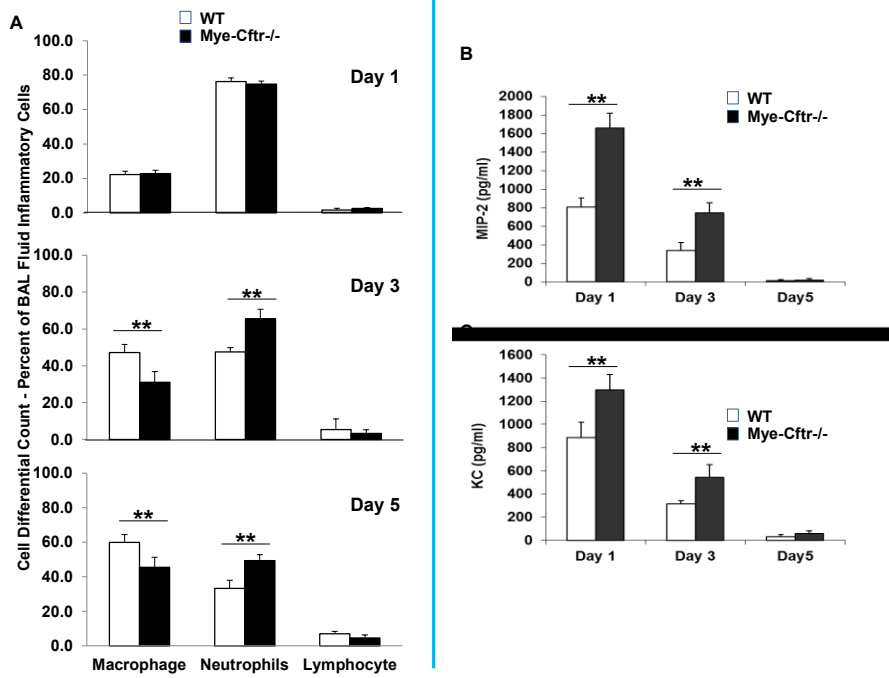 A
WT
Mye-Cftr-/-
Cell Differential Count - Percent of BAL Fluid Inflammatory Cells
100.0
80.0
60.0
40.0
20.0
0.0
Day 1
100.0
80.0
60.0
40.0
20.0
0.0
Day 3
**
**
100.0
80.0
60.0
40.0
20.0
0.0
Day 5
**
**
Macrophage Neutrophils Lymphocyte
B
WT
Mye-Cftr-/-
MIP-2 (pg/ml)
2000
1800
1600
1400
1200
1000
800
600
400
200
0
**
**
Day 1 Day 3 Day5
KC (pg/ml)
1600
1400
1200
1000
800
600
400
200
0
**
**
WT
Mye-Cftr-/-
Day 1 Day 3 Day5